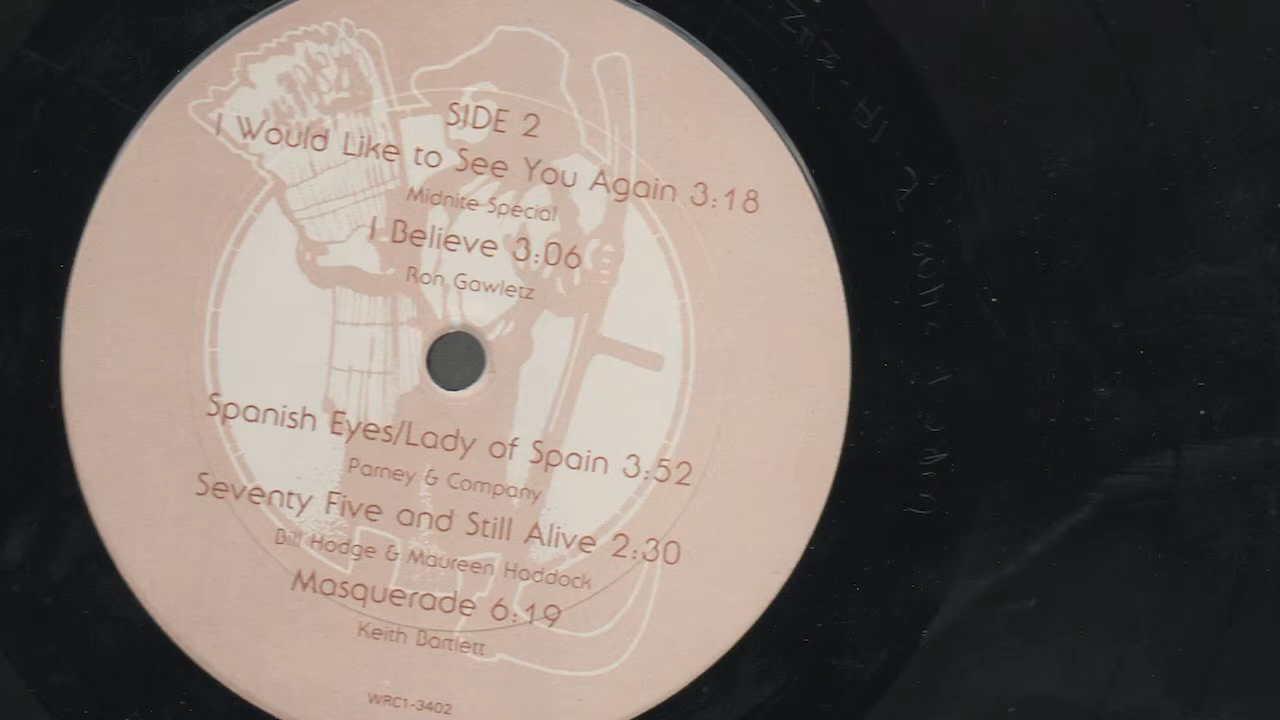 SIDE 2
I Would Like to See You Again 3:18
Midnite Special
I Believe 3:06
Ron Gawletz
Spanish Eyes/Lady of Spain 3:52
Parney & Company
Seventy Five and Still Alive 2:30
Bill Hodge & Maureen Haddock
Masquerade 6:19
Keith Bartlett
WRC1-3402